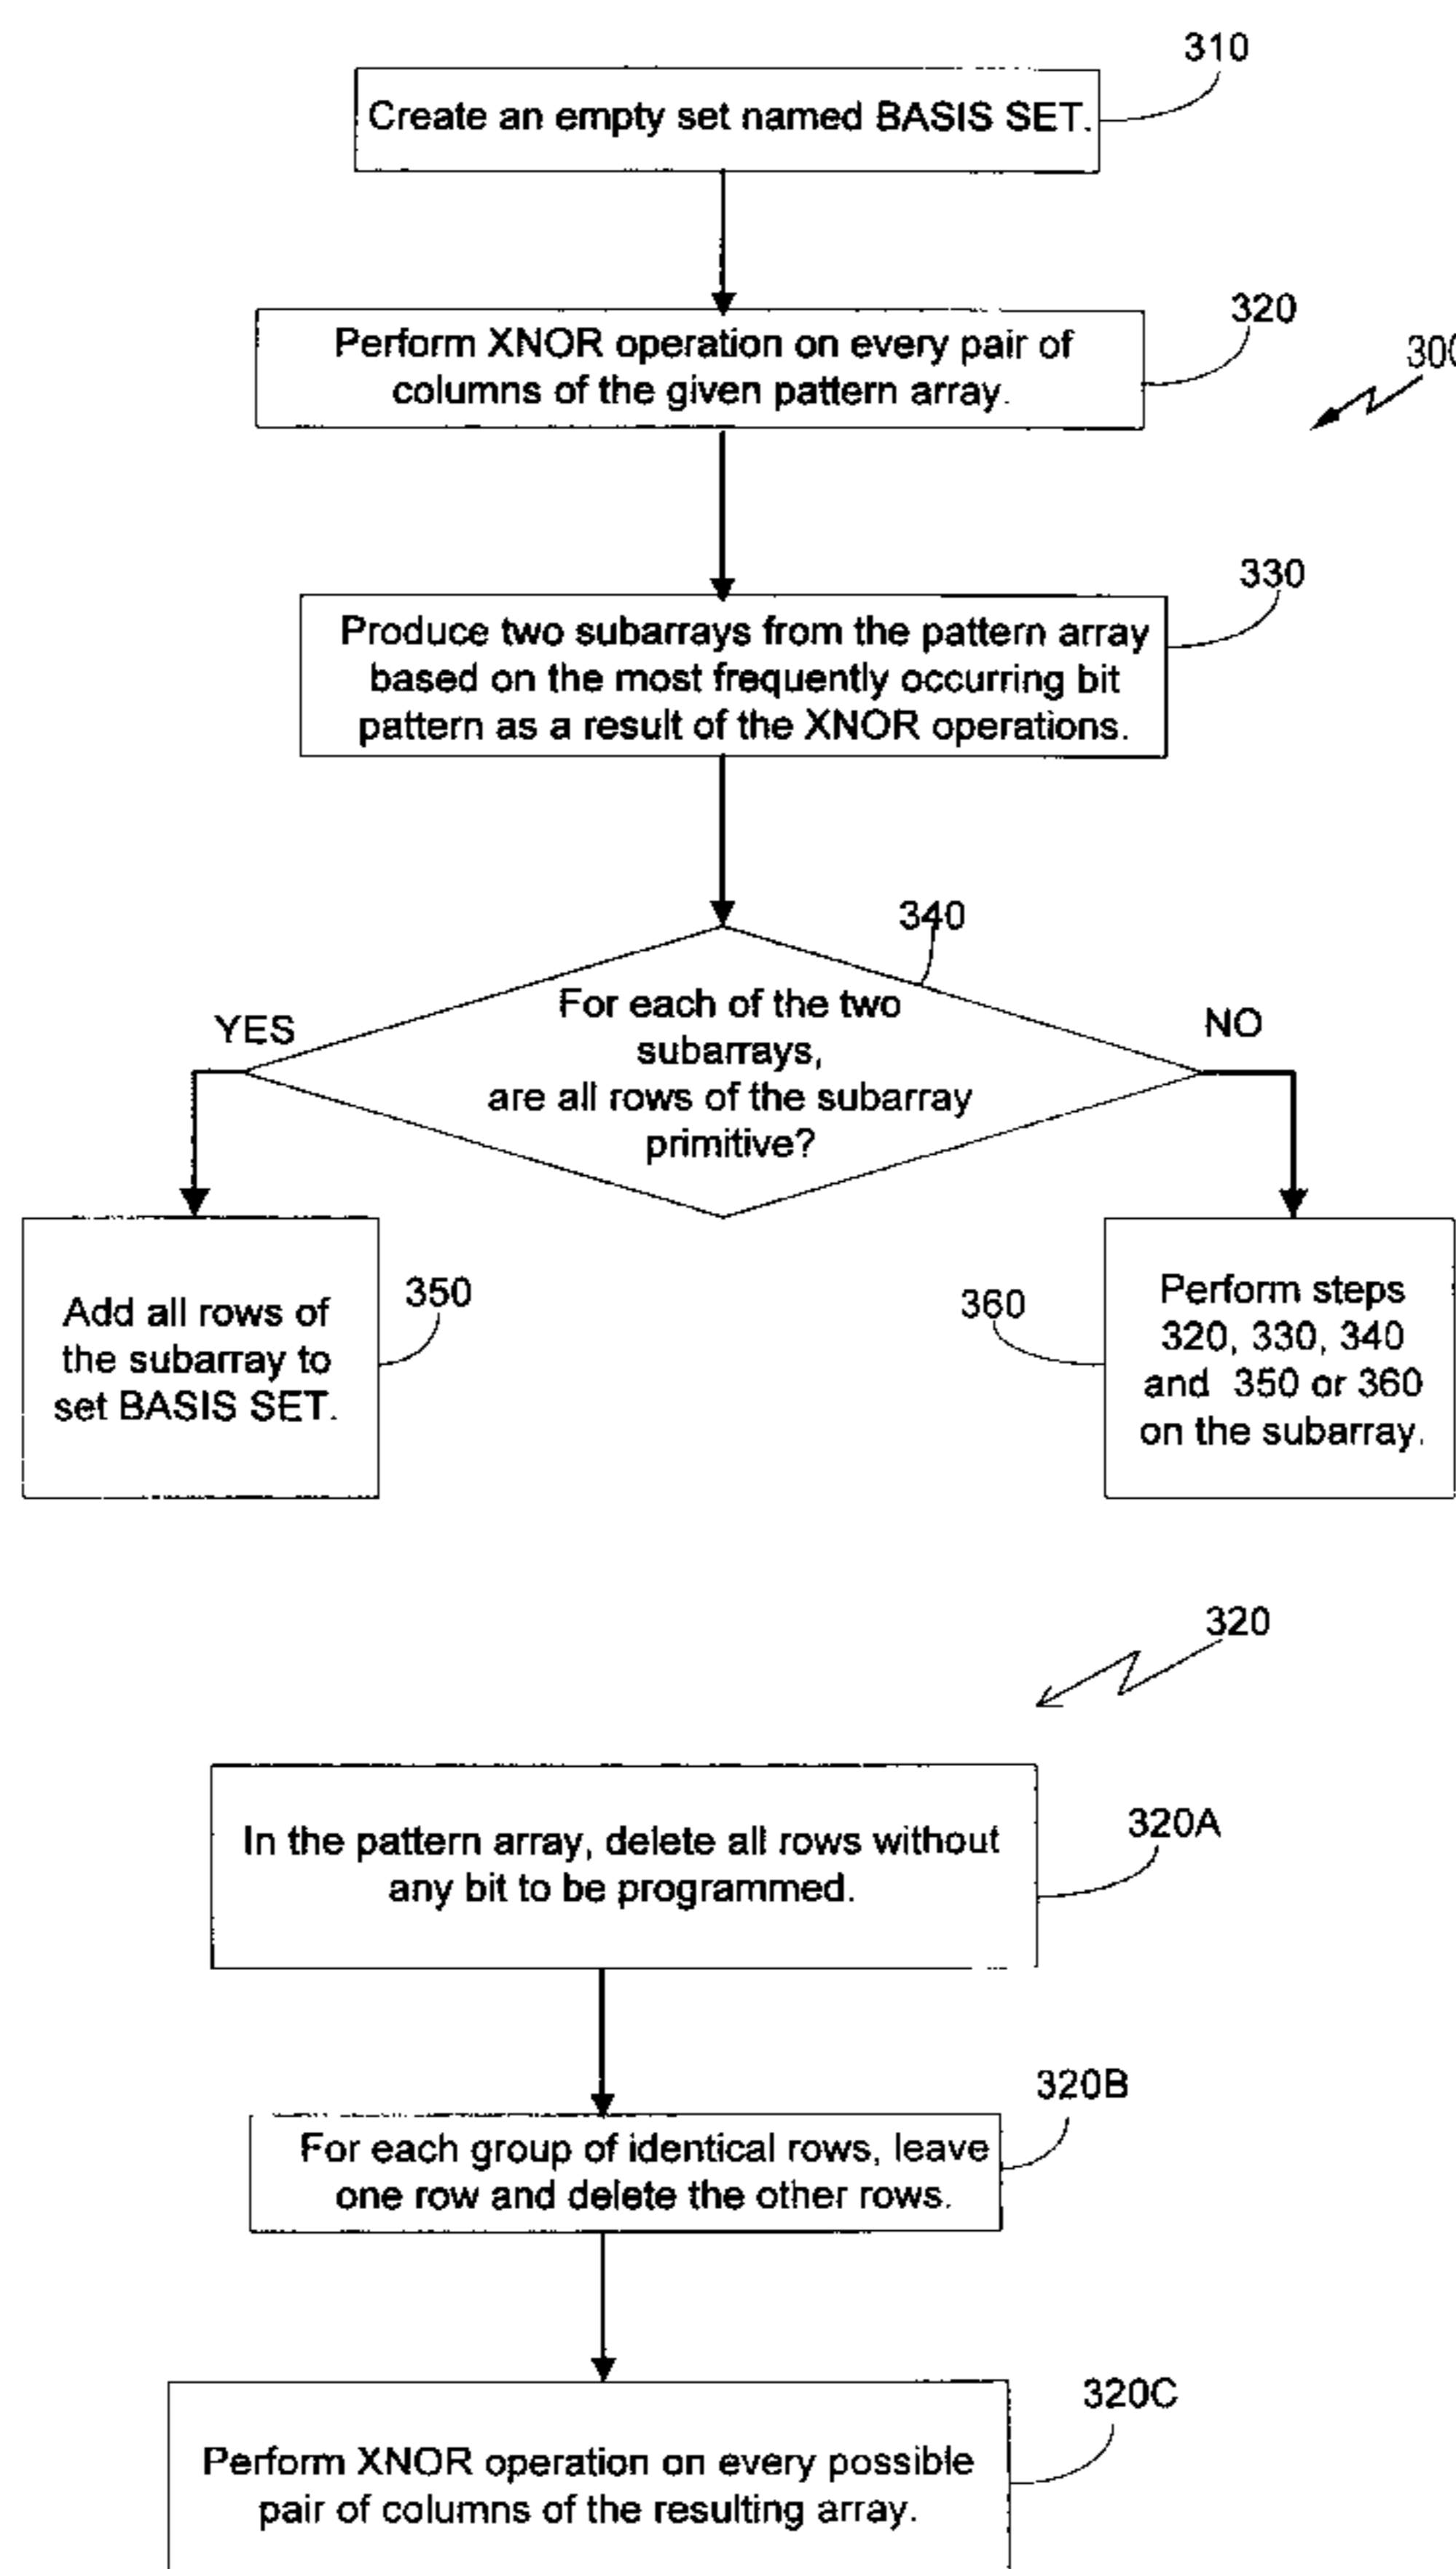 310
Create an empty set named BASIS SET.
320
Perform XNOR operation on every pair of
columns of the given pattern array.
300
330
Produce two subarrays from the pattern array
based on the most frequently occurring bit
pattern as a result of the XNOR operations.
340
For each of the two
subarrays,
are all rows of the subarray
primitive?
YES
NO
350
Add all rows of
the subarray to
set BASIS SET.
360
Perform steps
320, 330, 340
and 350 or 360
on the subarray.
320
320A
In the pattern array, delete all rows without
any bit to be programmed.
320B
For each group of identical rows, leave
one row and delete the other rows.
320C
Perform XNOR operation on every possible
pair of columns of the resulting array.